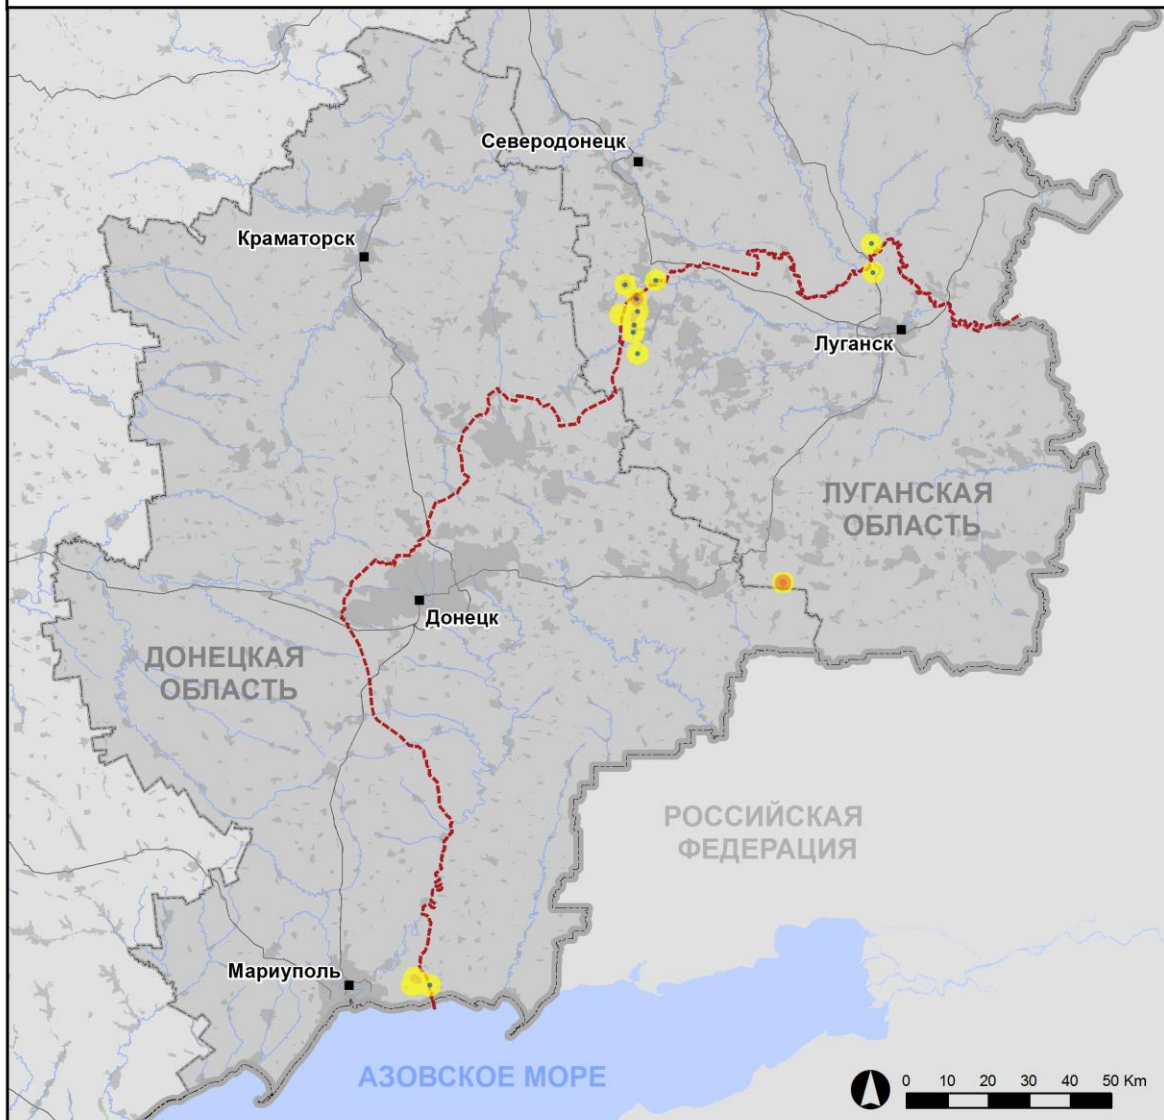 Северодонецк
Краматорск
Луганск
ЛУГАНСКАЯ
ОБЛАСТЬ
Донецк
ДОНЕЦКАЯ
ОБЛАСТЬ
РОССИЙСКАЯ
ФЕДЕРАЦИЯ
Мариуполь
АЗОВСКОЕ МОРЕ
0 10 20 30 40 50 Km